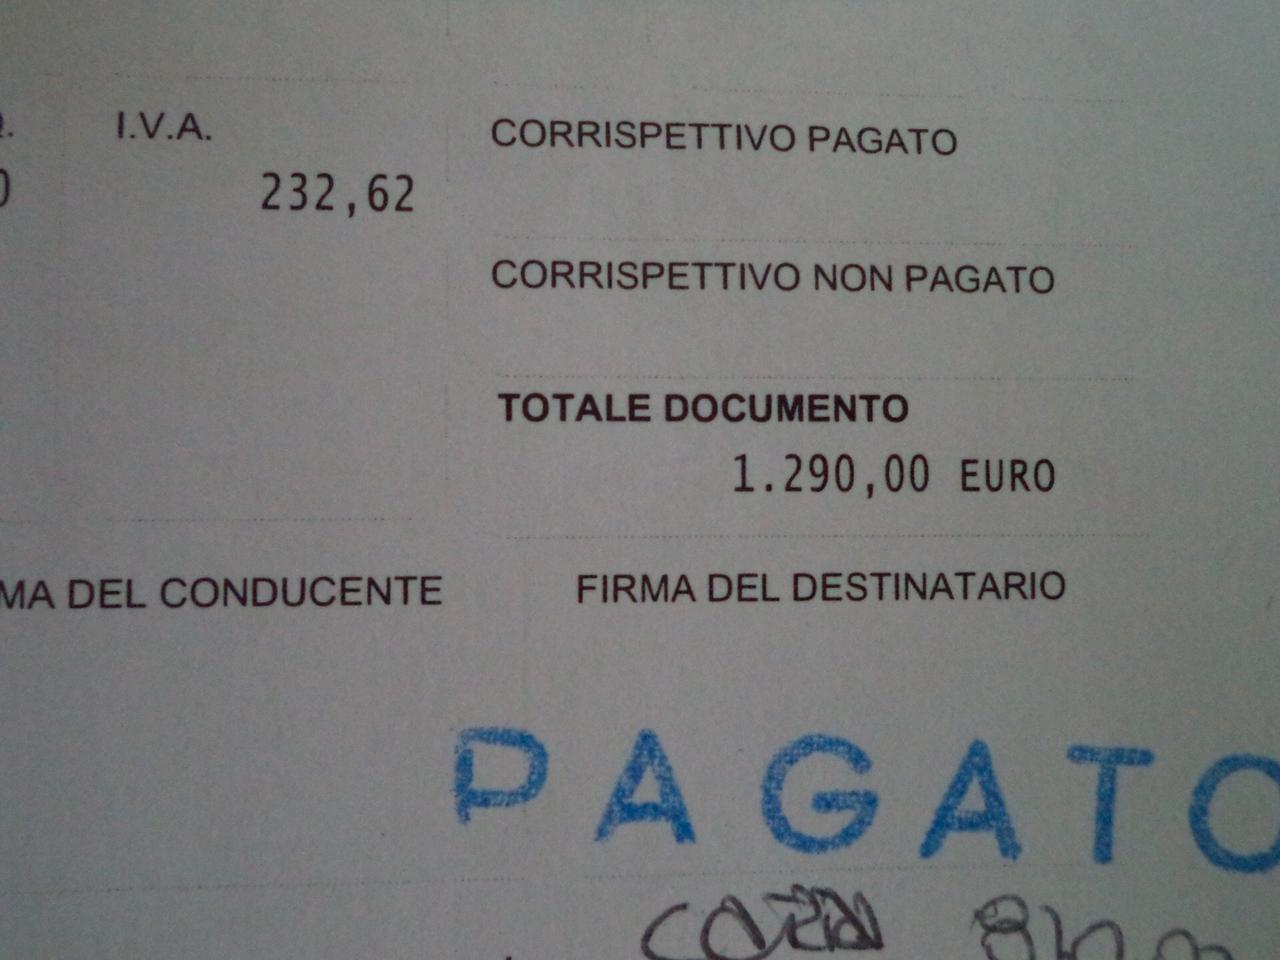 I.V.A.
232,62
CORRISPETTIVO PAGATO
CORRISPETTIVO NON PAGATO
TOTALE DOCUMENTO
1.290,00 EURO
MA DEL CONDUCENTE
FIRMA DEL DESTINATARIO
PAGATO